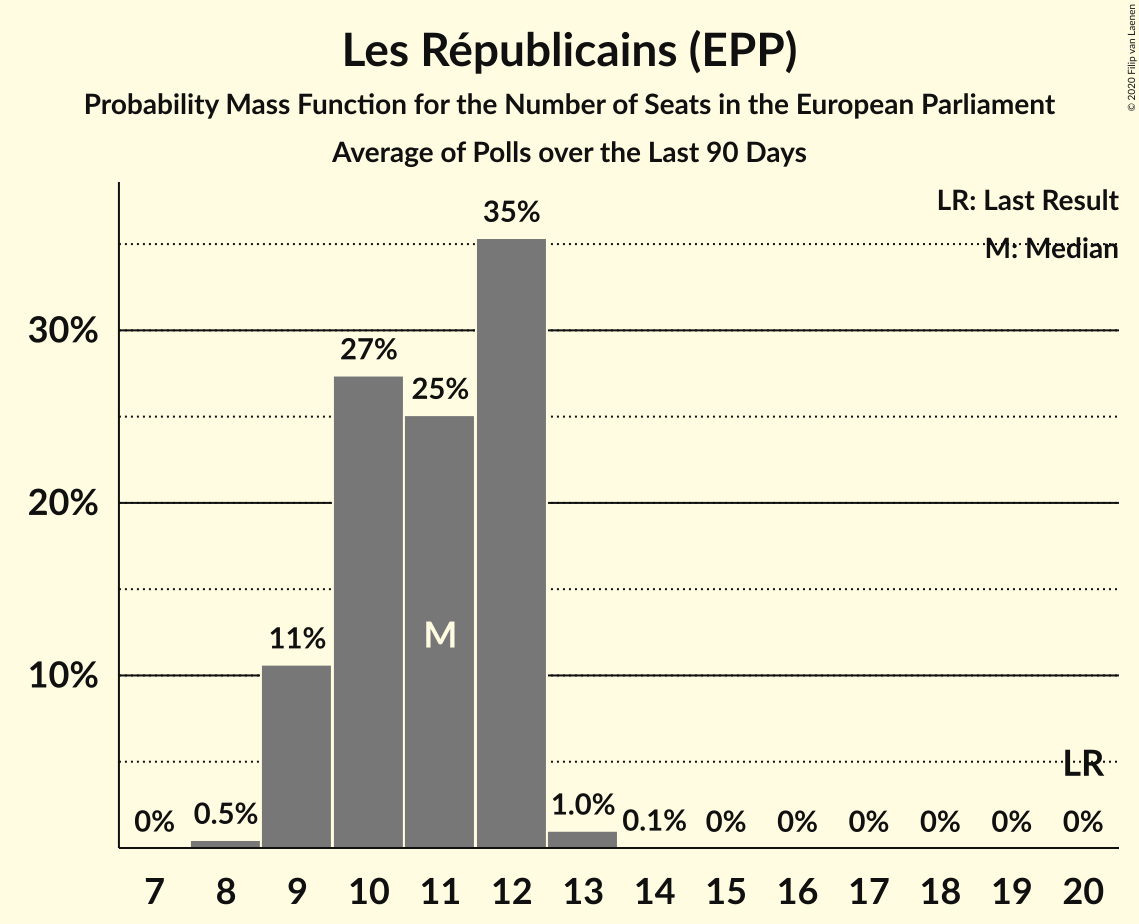 Les Républicains (EPP)
Probability Mass Function for the Number of Seats in the European Parliament
Average of Polls over the Last 90 Days
© 2020 Filip van Laenen
LR: Last Result
M: Median
35%
30%
27%
25%
20%
11%
M
10%
LR
0% 0.5% 1.0% 0.1% 0% 0% 0% 0% 0% 0%
7 8 9 10 11 12 13 14 15 16 17 18 19 20